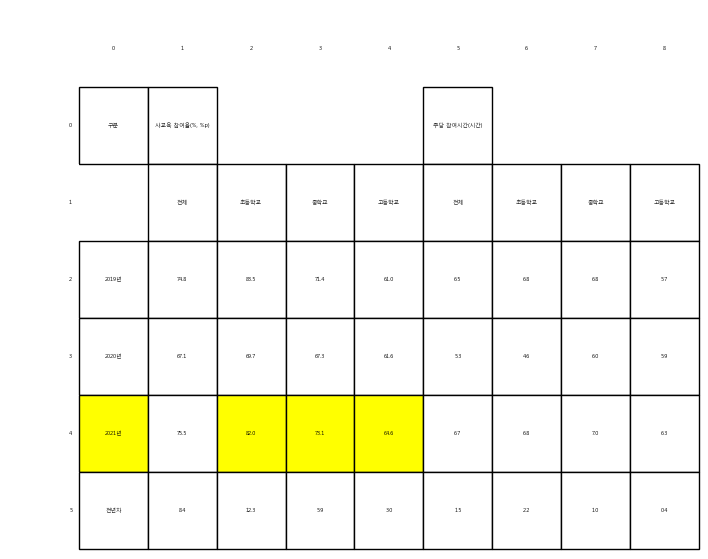 0 1 2 3 4 5 6 7 8
0 구분 사교육 참여율(%, %p) 주당 참여시간(시간)
1 전체 초등학교 중학교 고등학교 전체 초등학교 중학교 고등학교
2 2019년 74.8 83.5 71.4 61.0 6.5 6.8 6.8 5.7
3 2020년 67.1 69.7 67.3 61.6 5.3 4.6 6.0 5.9
4 2021년 75.5 82.0 73.1 64.6 6.7 6.8 7.0 6.3
5 전년차 8.4 12.3 5.9 3.0 1.5 2.2 1.0 0.4